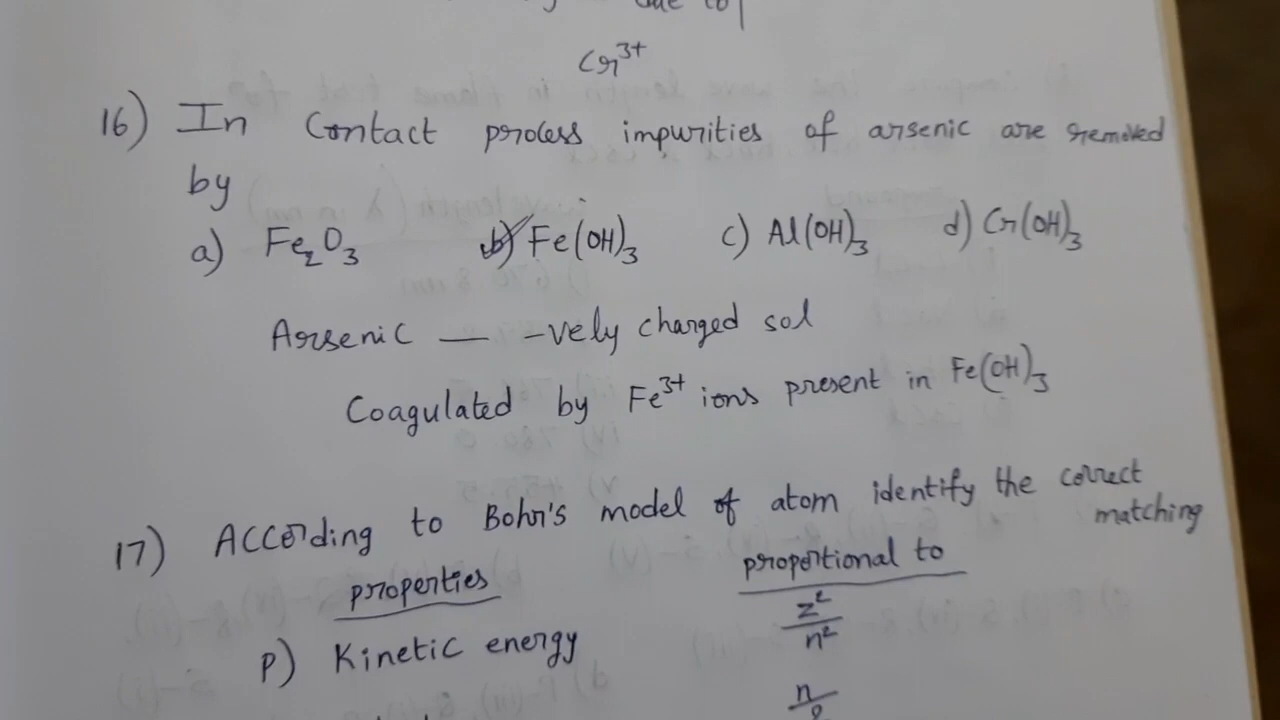 due to
Cr³⁺
16) In Contact process impurities of arsenic are removed
by
a) Fe₂O₃ b) Fe(OH)₃ c) Al(OH)₃ d) Cr(OH)₃
Arsenic — -vely charged sol
Coagulated by Fe³⁺ ions present in Fe(OH)₃
17) According to Bohr's model of atom identify the correct
matching
properties proportional to
p) Kinetic energy z²/n²
n